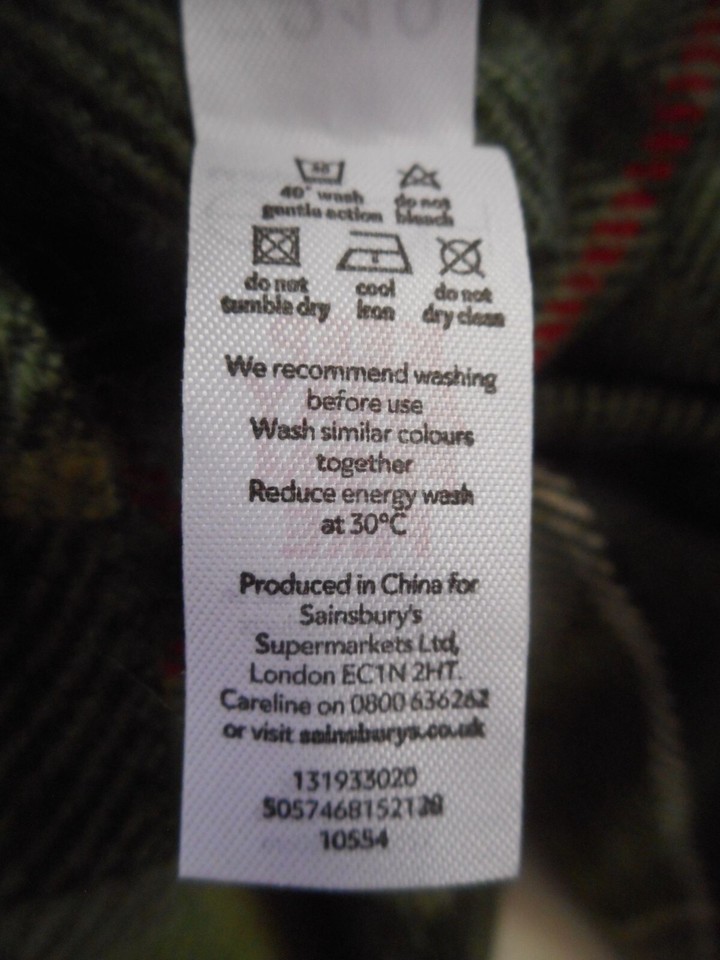 40
40° wash
gentle action
do not
bleach
do not
tumble dry
cool
iron
do not
dry clean
We recommend washing
before use
Wash similar colours
together
Reduce energy wash
at 30°C
Produced in China for
Sainsbury's
Supermarkets Ltd,
London EC1N 2HT.
Careline on 0800 636262
or visit sainsburys.co.uk
131933020
10554